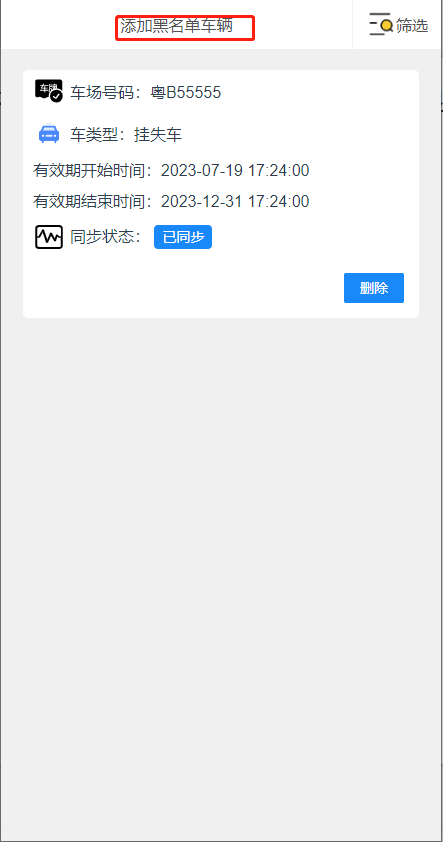 添加黑名单车辆
筛选
车牌
车场号码：粤B55555
车类型：挂失车
有效期开始时间：2023-07-19 17:24:00
有效期结束时间：2023-12-31 17:24:00
同步状态：
已同步
删除